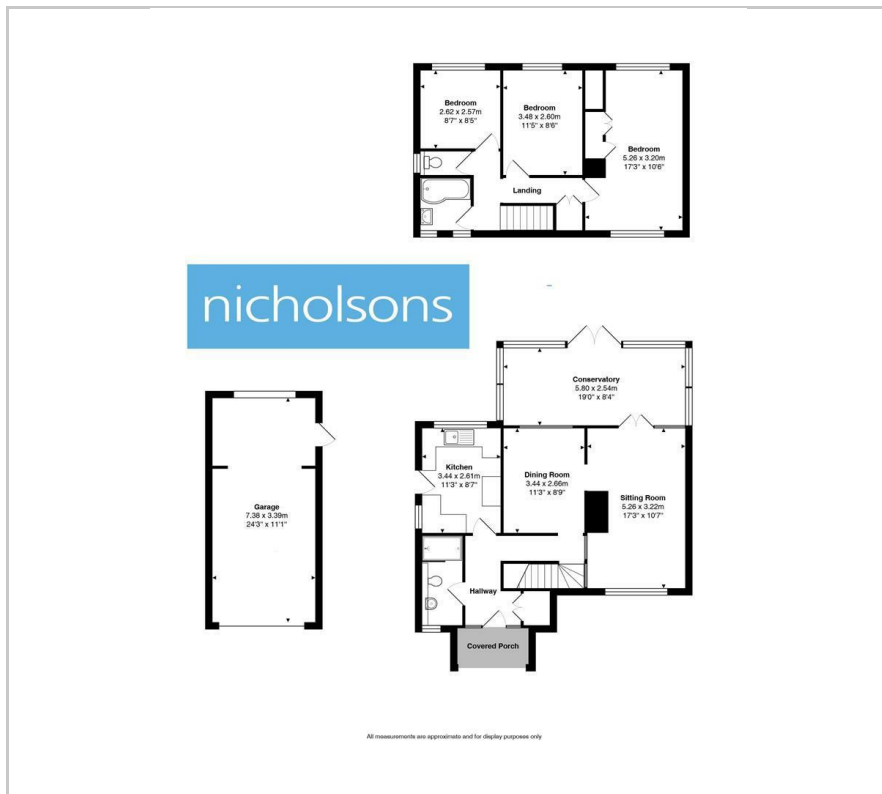 Bedroom
2.62 x 2.57m
8'7" x 8'5"
Bedroom
3.48 x 2.60m
11'5" x 8'6"
Bedroom
5.26 x 3.20m
17'3" x 10'6"
Landing
nicholsons
Conservatory
5.80 x 2.54m
19'0" x 8'4"
Kitchen
3.44 x 2.61m
11'3" x 8'7"
Dining Room
3.44 x 2.66m
11'3" x 8'9"
Sitting Room
5.26 x 3.22m
17'3" x 10'7"
Garage
7.38 x 3.39m
24'3" x 11'1"
Hallway
Covered Porch
All measurements are approximate and for display purposes only